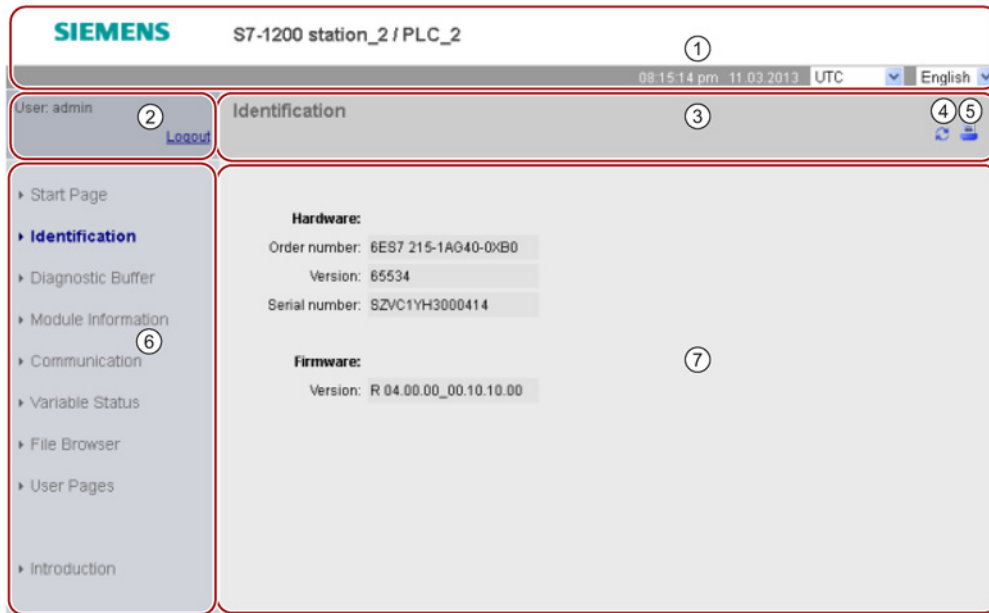 SIEMENS S7-1200 station_2 / PLC_2
1
08:15:14 pm 11.03.2013 UTC English
User: admin 2 Identification 3 4 5
Logout
6
Start Page
Identification
Diagnostic Buffer
Module Information
Communication
Variable Status
File Browser
User Pages
Introduction
7
Hardware:
Order number: 6ES7 215-1AG40-0XB0
Version: 65534
Serial number: SZVC1YH3000414
Firmware:
Version: R 04.00.00_00.10.10.00